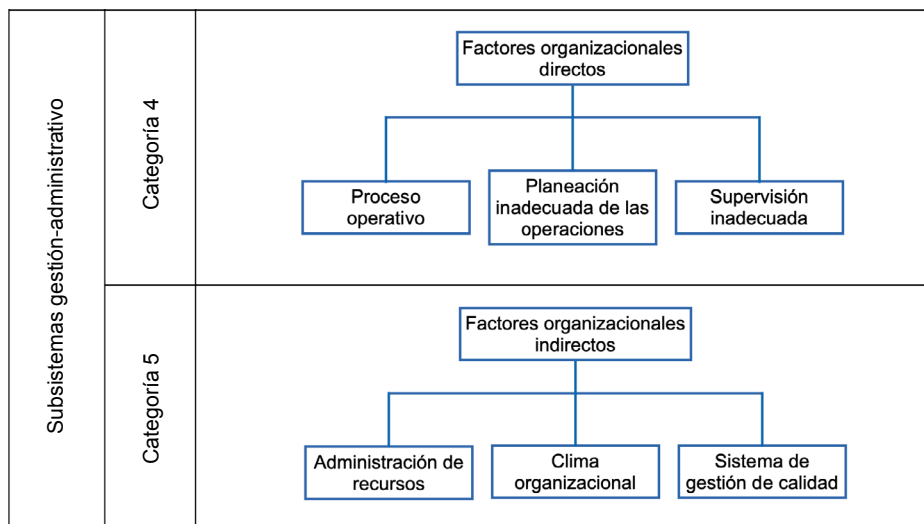 Subsistemas gestión-administrativo
Categoría 4
Factores organizacionales
directos
Proceso
operativo
Planeación
inadecuada de las
operaciones
Supervisión
inadecuada
Categoría 5
Factores organizacionales
indirectos
Administración de
recursos
Clima
organizacional
Sistema de
gestión de calidad